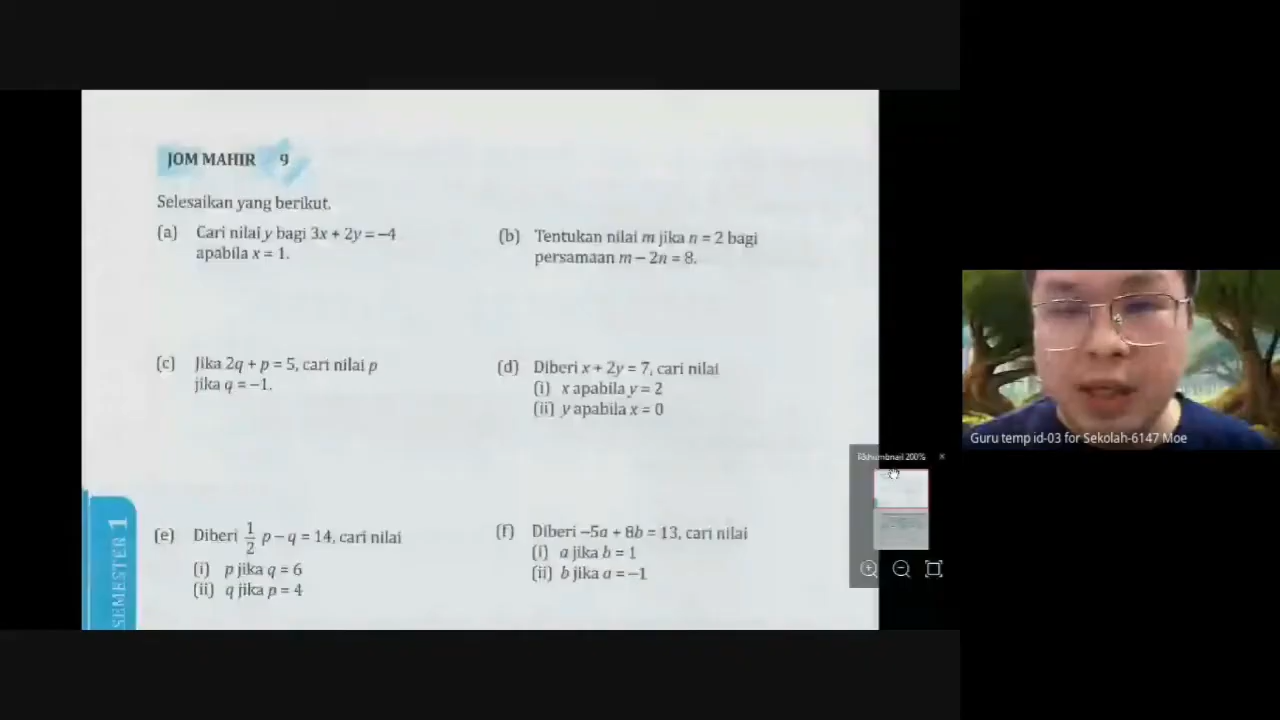 JOM MAHIR 9
Selesaikan yang berikut.
(a) Cari nilai y bagi 3x + 2y = −4
apabila x = 1.
(b) Tentukan nilai m jika n = 2 bagi
persamaan m − 2n = 8.
(c) Jika 2q + p = 5, cari nilai p
jika q = −1.
(d) Diberi x + 2y = 7, cari nilai
(i) x apabila y = 2
(ii) y apabila x = 0
(e) Diberi 1/2 p − q = 14, cari nilai
(i) p jika q = 6
(ii) q jika p = 4
(f) Diberi −5a + 8b = 13, cari nilai
(i) a jika b = 1
(ii) b jika a = −1
SEMESTER 1
200%
Guru temp id-03 for Sekolah-6147 Moe